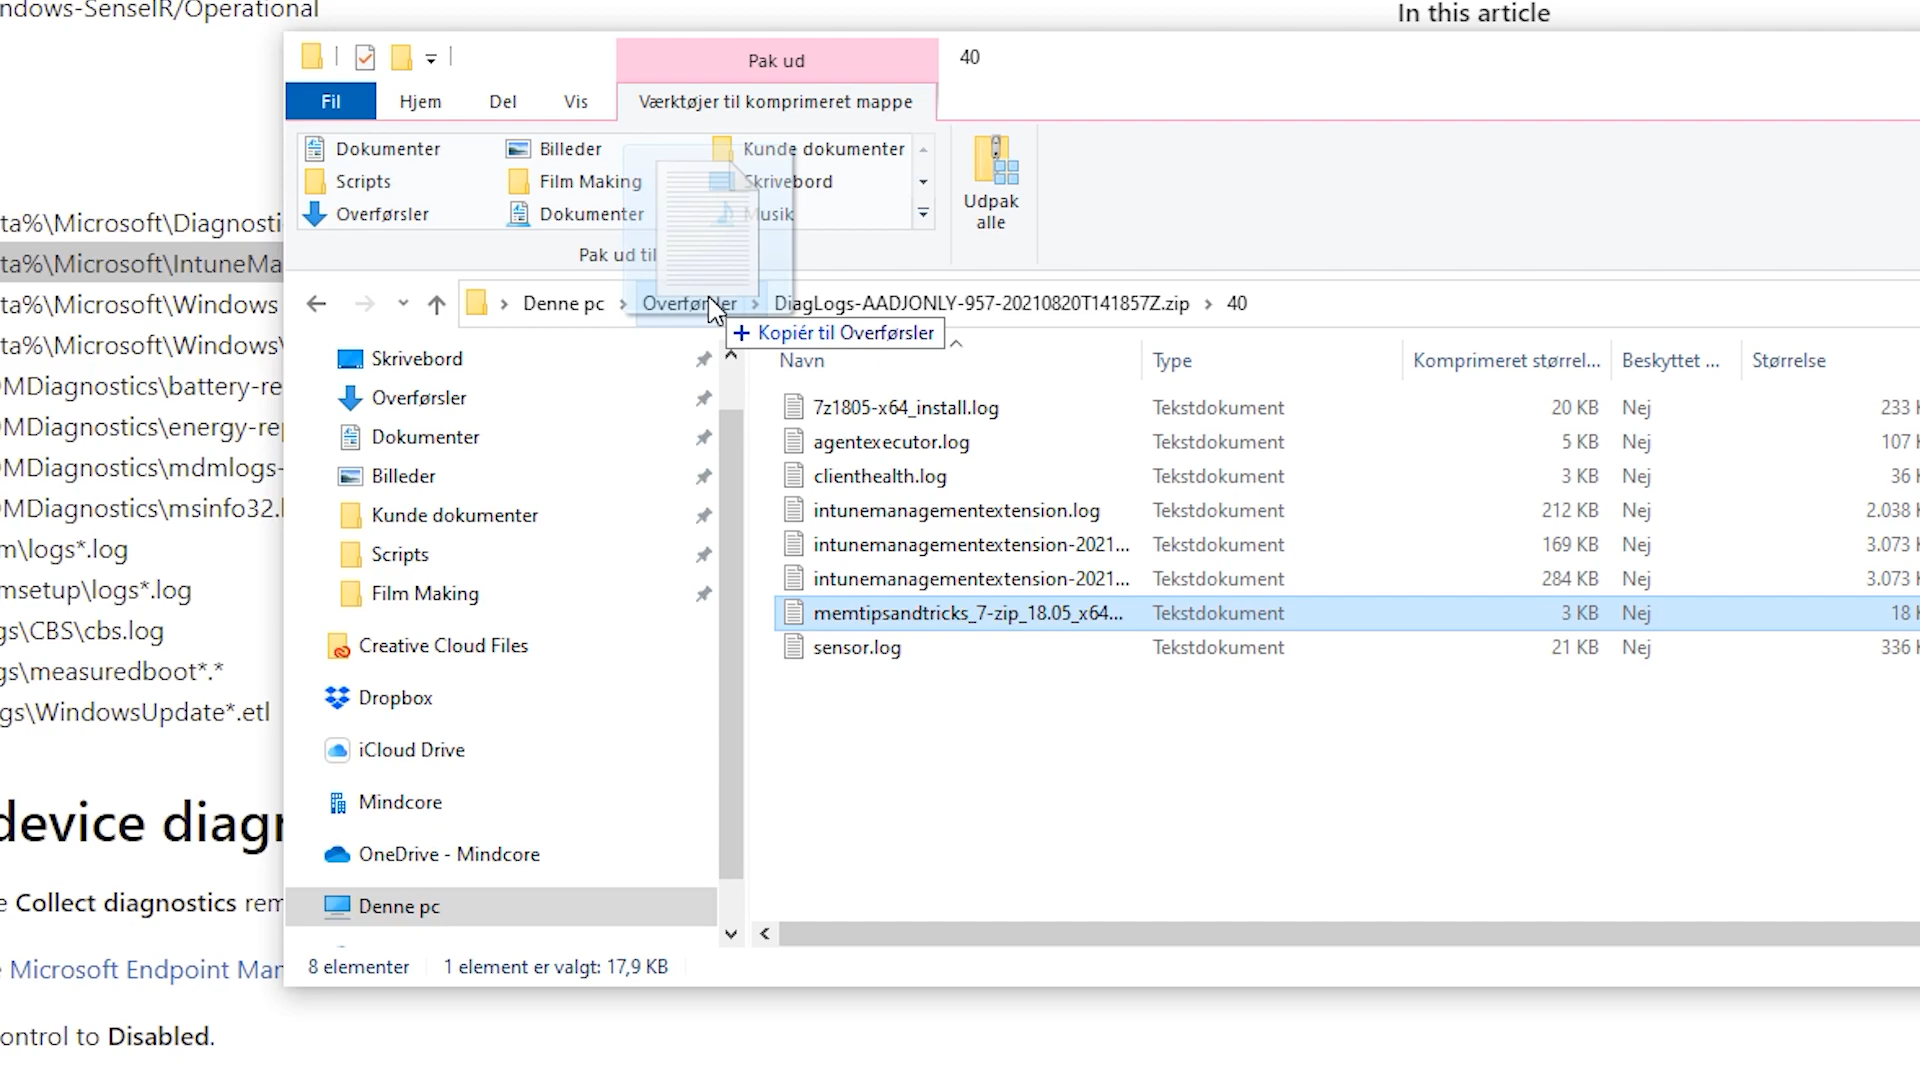 ndows-SenseIR/Operational
In this article
Pak ud
40
Fil
Hjem
Del
Vis
Værktøjer til komprimeret mappe
Dokumenter
Billeder
Kunde dokumenter
Scripts
Film Making
Skrivebord
Overførsler
Dokumenter
Musik
Udpak
alle
Pak ud til
Denne pc
Overførsler
DiagLogs-AADJONLY-957-20210820T141857Z.zip
40
+ Kopiér til Overførsler
ta%\Microsoft\Diagnosti
ta%\Microsoft\IntuneMa
ta%\Microsoft\Windows
ta%\Microsoft\Windows\
MDiagnostics\battery-re
MDiagnostics\energy-rep
MDiagnostics\mdmlogs-
MDiagnostics\msinfo32.l
m\logs*.log
msetup\logs*.log
gs\CBS\cbs.log
gs\measuredboot*.*
gs\WindowsUpdate*.etl
device diagn
e Collect diagnostics rem
Microsoft Endpoint Man
ontrol to Disabled.
Skrivebord
Overførsler
Dokumenter
Billeder
Kunde dokumenter
Scripts
Film Making
Creative Cloud Files
Dropbox
iCloud Drive
Mindcore
OneDrive - Mindcore
Denne pc
Navn
Type
Komprimeret størrel...
Beskyttet ...
Størrelse
7z1805-x64_install.log
Tekstdokument
20 KB
Nej
233 K
agentexecutor.log
Tekstdokument
5 KB
Nej
107 K
clienthealth.log
Tekstdokument
3 KB
Nej
36 K
intunemanagementextension.log
Tekstdokument
212 KB
Nej
2.038 K
intunemanagementextension-2021...
Tekstdokument
169 KB
Nej
3.073 K
intunemanagementextension-2021...
Tekstdokument
284 KB
Nej
3.073 K
memtipsandtricks_7-zip_18.05_x64...
Tekstdokument
3 KB
Nej
18 K
sensor.log
Tekstdokument
21 KB
Nej
336 K
8 elementer
1 element er valgt: 17,9 KB